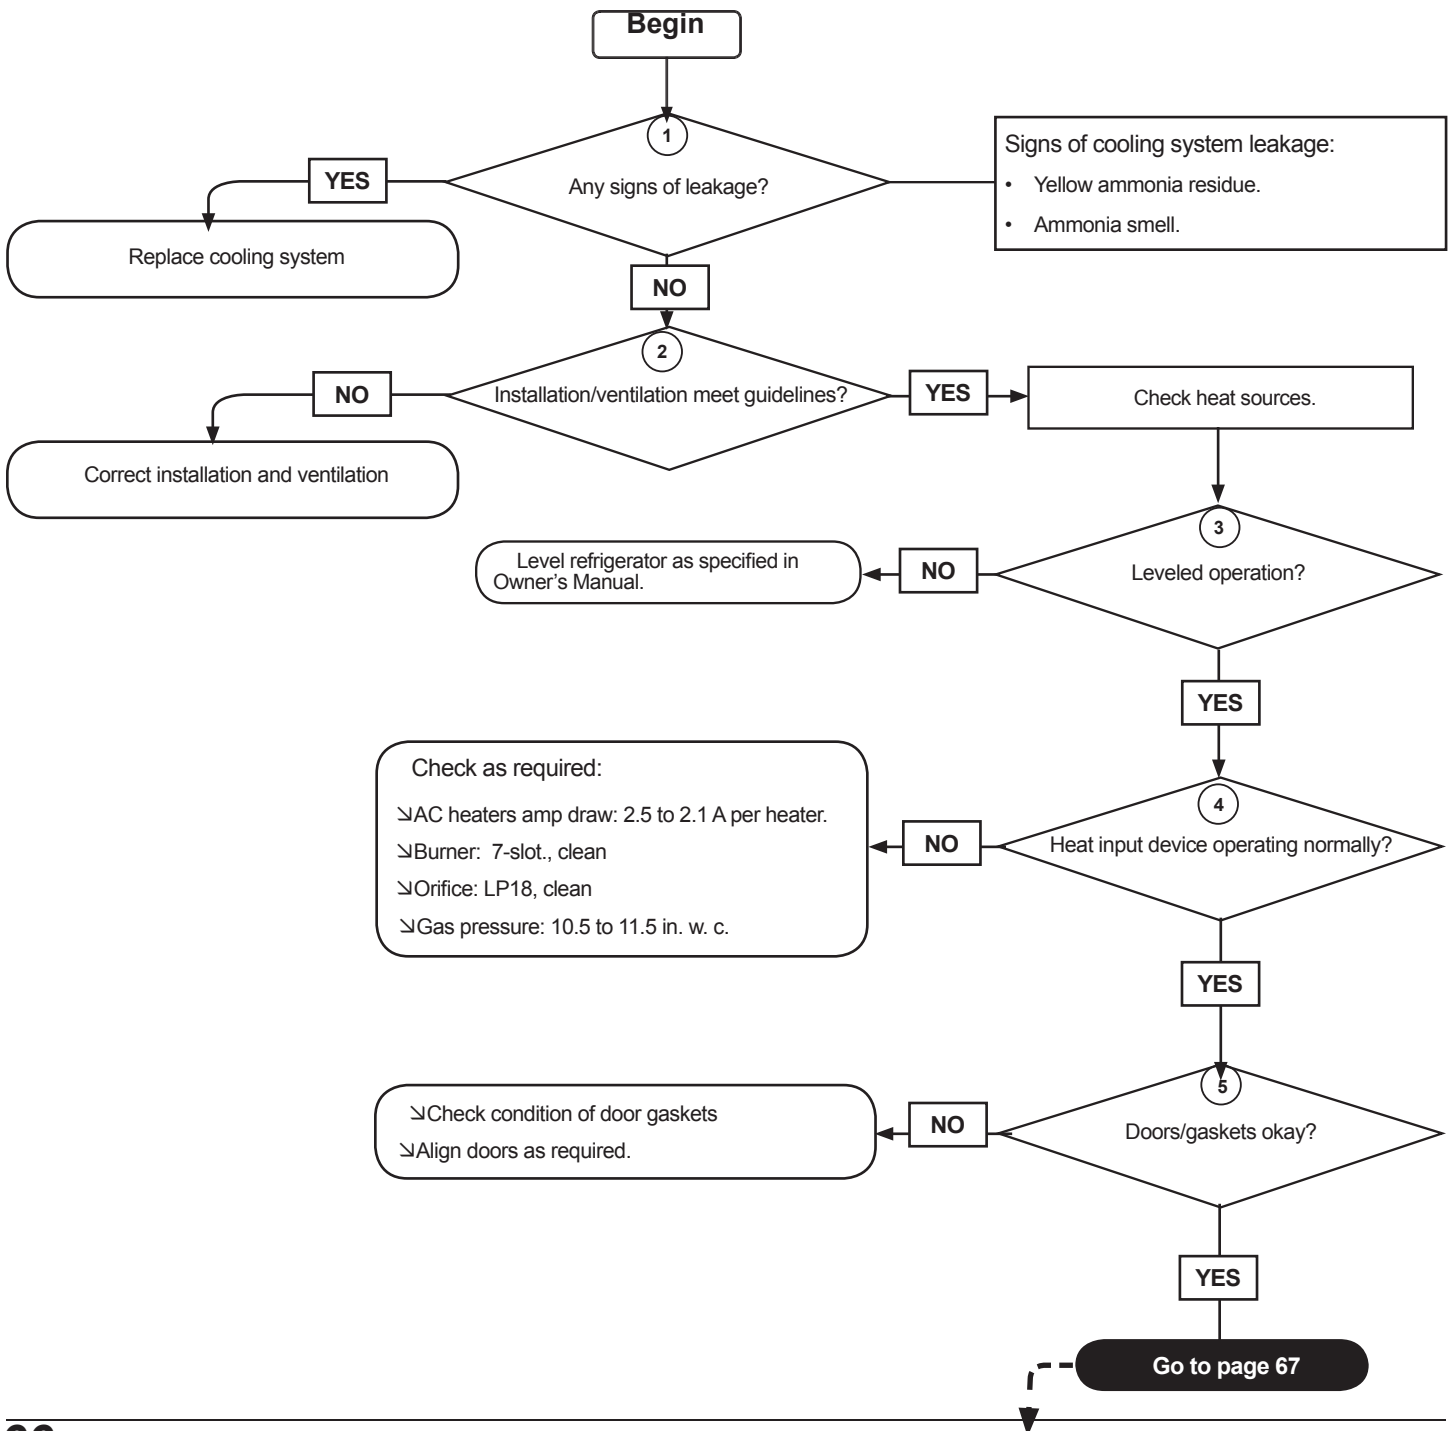 Begin
1
Any signs of leakage?
YES
Replace cooling system
Signs of cooling system leakage:
• Yellow ammonia residue.
• Ammonia smell.
NO
2
Installation/ventilation meet guidelines?
NO
Correct installation and ventilation
YES
Check heat sources.
3
Leveled operation?
NO
Level refrigerator as specified in
Owner's Manual.
YES
4
Heat input device operating normally?
NO
Check as required:
↘AC heaters amp draw: 2.5 to 2.1 A per heater.
↘Burner: 7-slot., clean
↘Orifice: LP18, clean
↘Gas pressure: 10.5 to 11.5 in. w. c.
YES
5
Doors/gaskets okay?
NO
↘Check condition of door gaskets
↘Align doors as required.
YES
Go to page 67